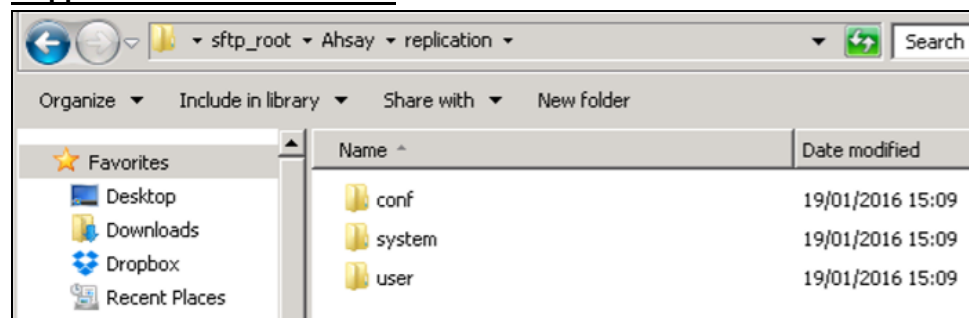 sftp_root Ahsay replication Search
Organize Include in library Share with New folder
Favorites
Desktop
Downloads
Dropbox
Recent Places
Name Date modified
conf 19/01/2016 15:09
system 19/01/2016 15:09
user 19/01/2016 15:09